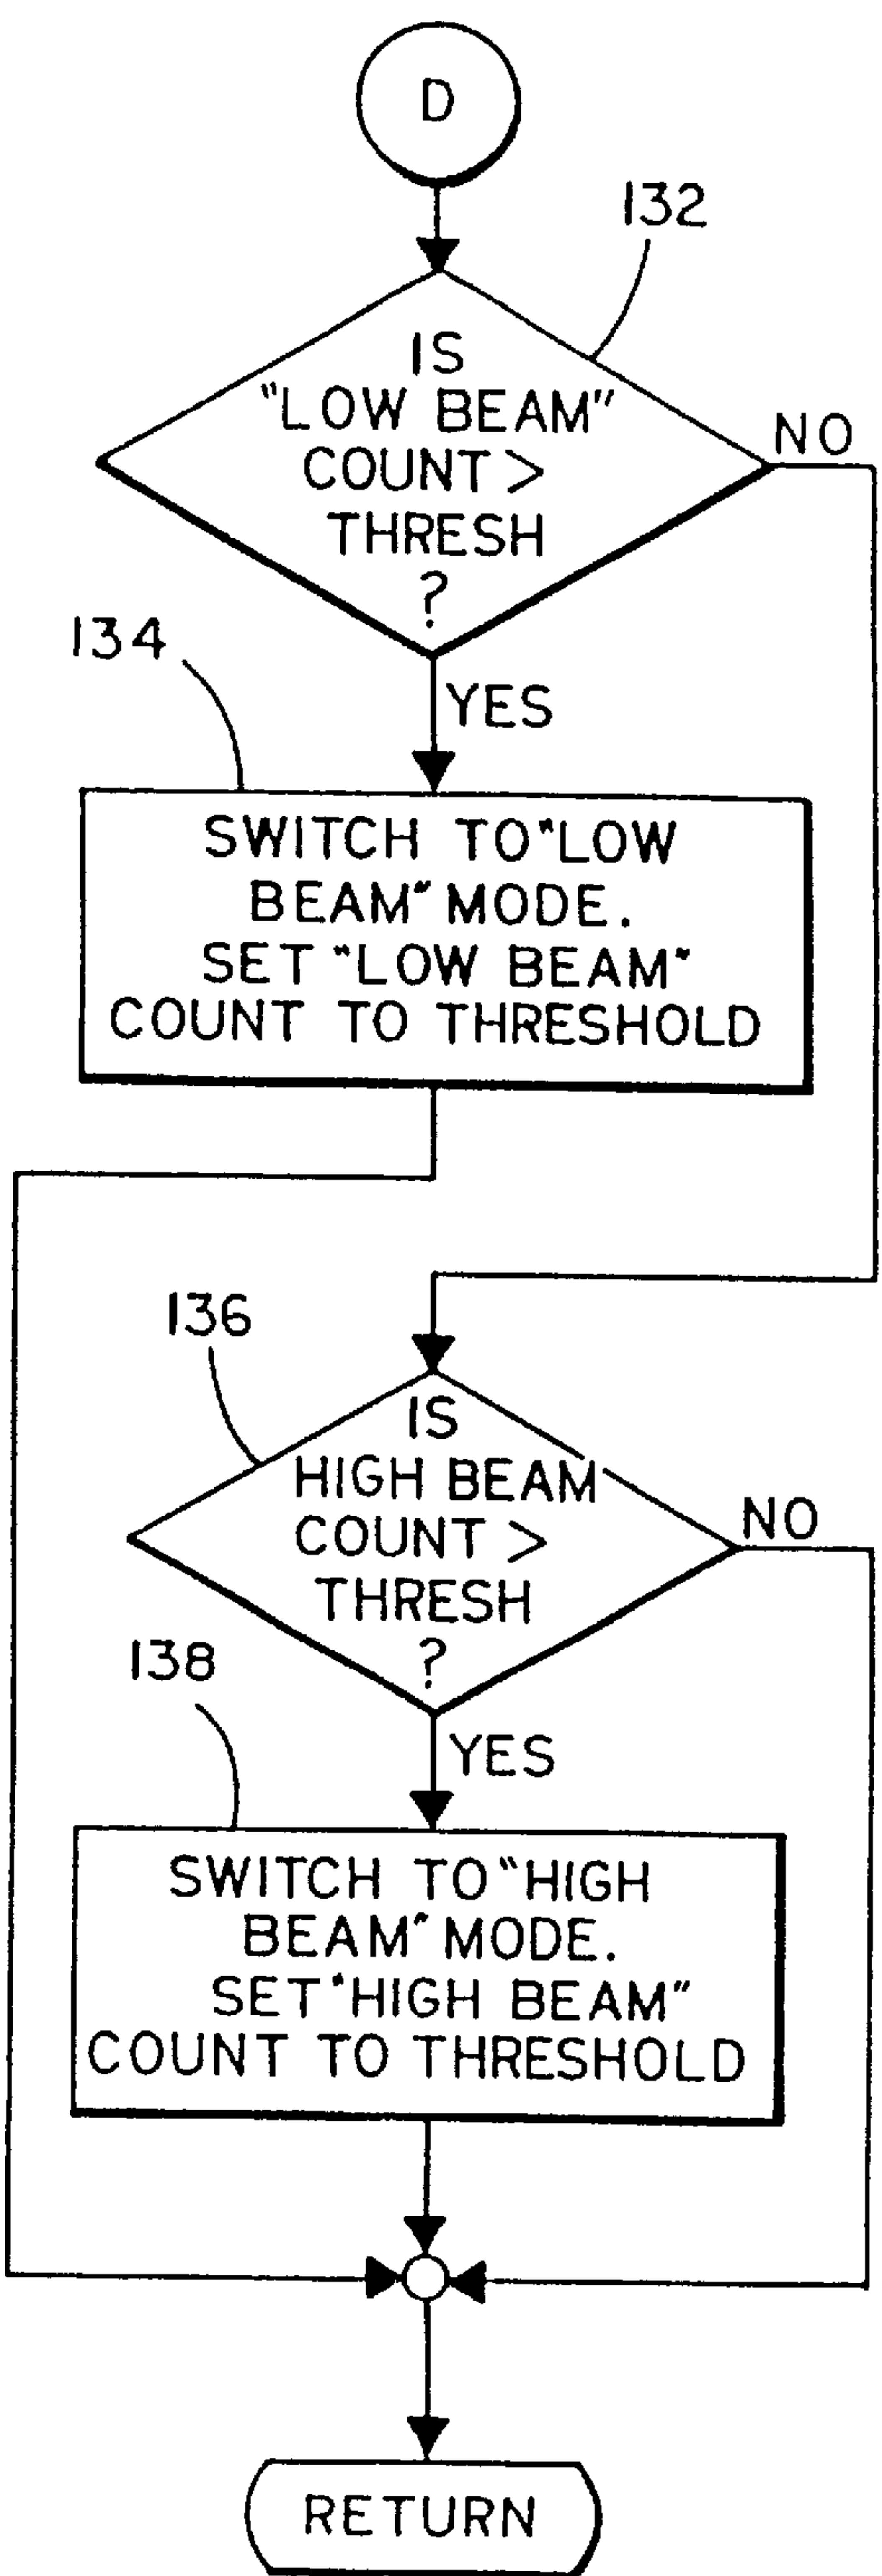 D
132
IS
"LOW BEAM"
COUNT >
THRESH
?
NO
134
YES
SWITCH TO "LOW
BEAM" MODE.
SET "LOW BEAM"
COUNT TO THRESHOLD
136
IS
HIGH BEAM
COUNT >
THRESH
?
NO
138
YES
SWITCH TO "HIGH
BEAM" MODE.
SET "HIGH BEAM"
COUNT TO THRESHOLD
RETURN